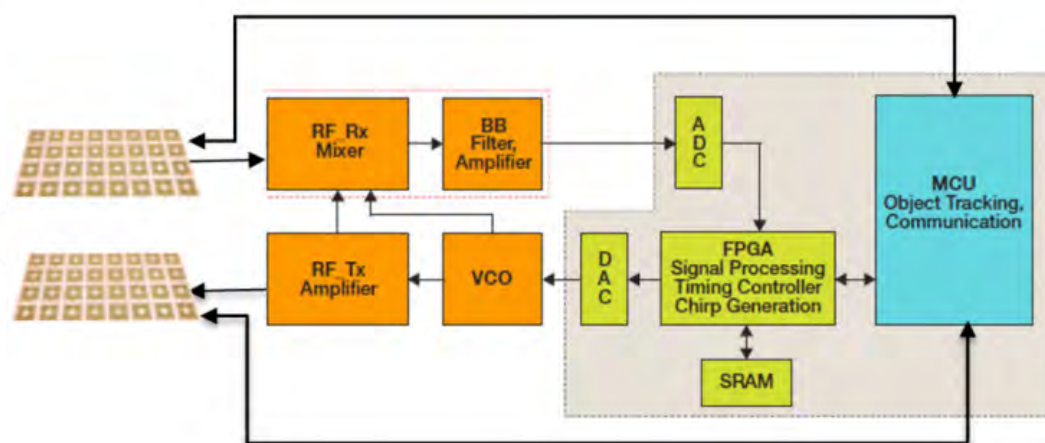 RF_Rx
Mixer
BB
Filter,
Amplifier
A
D
C
MCU
Object Tracking,
Communication
RF_Tx
Amplifier
VCO
D
A
C
FPGA
Signal Processing
Timing Controller
Chirp Generation
SRAM